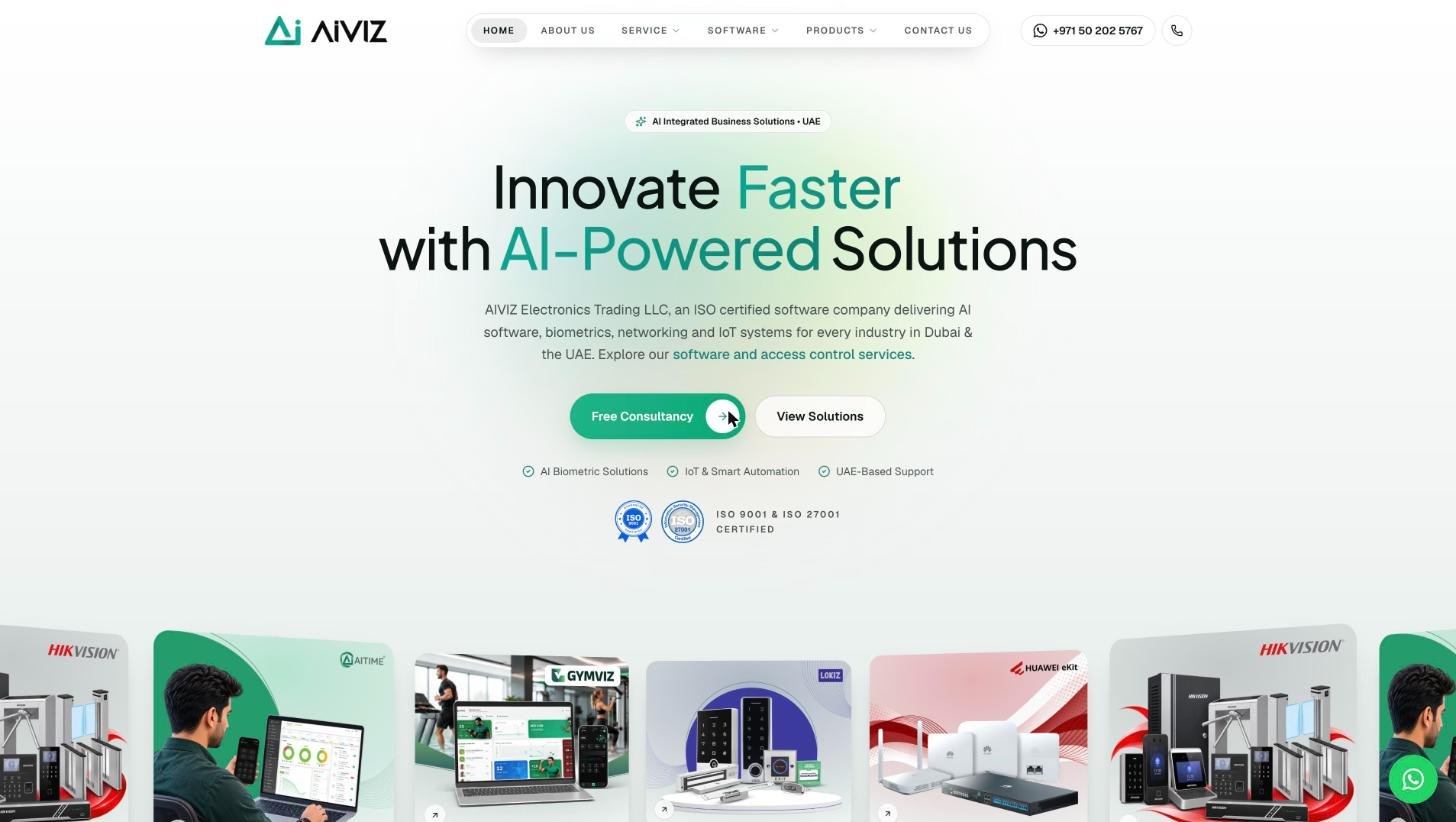 Ai AiVIZ
HOME ABOUT US SERVICE SOFTWARE PRODUCTS CONTACT US
+971 50 202 5767
AI Integrated Business Solutions • UAE
Innovate Faster
with AI-Powered Solutions
AIVIZ Electronics Trading LLC, an ISO certified software company delivering AI
software, biometrics, networking and IoT systems for every industry in Dubai &
the UAE. Explore our software and access control services.
Free Consultancy
View Solutions
AI Biometric Solutions
IoT & Smart Automation
UAE-Based Support
ISO
9001
ISO
27001
Certified
ISO 9001 & ISO 27001
CERTIFIED
HIKVISION
AITIME
GYMVIZ
LOKIZ
HUAWEI eKit
HIKVISION